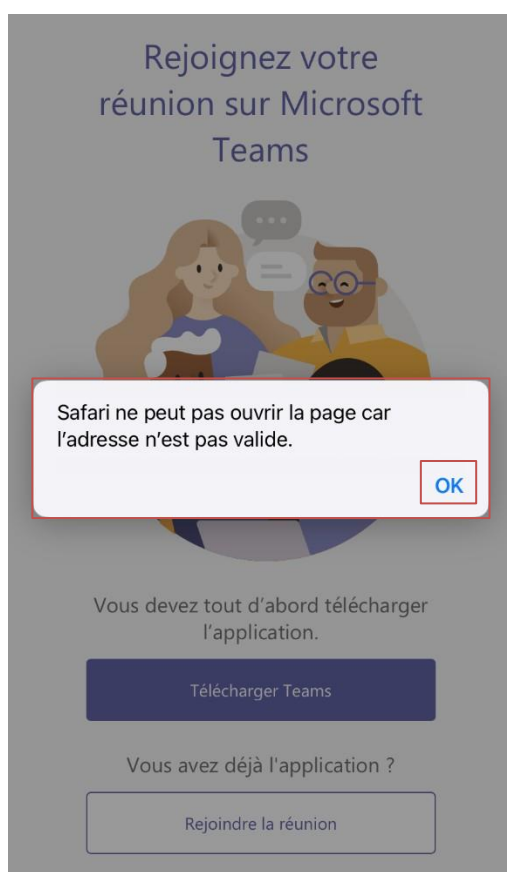 Rejoignez votre
réunion sur Microsoft
Teams
Safari ne peut pas ouvrir la page car
l’adresse n’est pas valide.
OK
Vous devez tout d’abord télécharger
l’application.
Télécharger Teams
Vous avez déjà l'application ?
Rejoindre la réunion